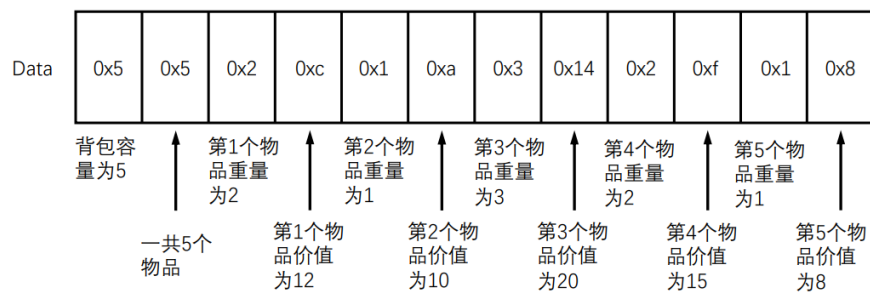 Data 0x5 0x5 0x2 0xc 0x1 0xa 0x3 0x14 0x2 0xf 0x1 0x8
背包容
量为5
一共5个
物品
第1个物
品重量
为2
第1个物
品价值
为12
第2个物
品重量
为1
第2个物
品价值
为10
第3个物
品重量
为3
第3个物
品价值
为20
第4个物
品重量
为2
第4个物
品价值
为15
第5个物
品重量
为1
第5个物
品价值
为8